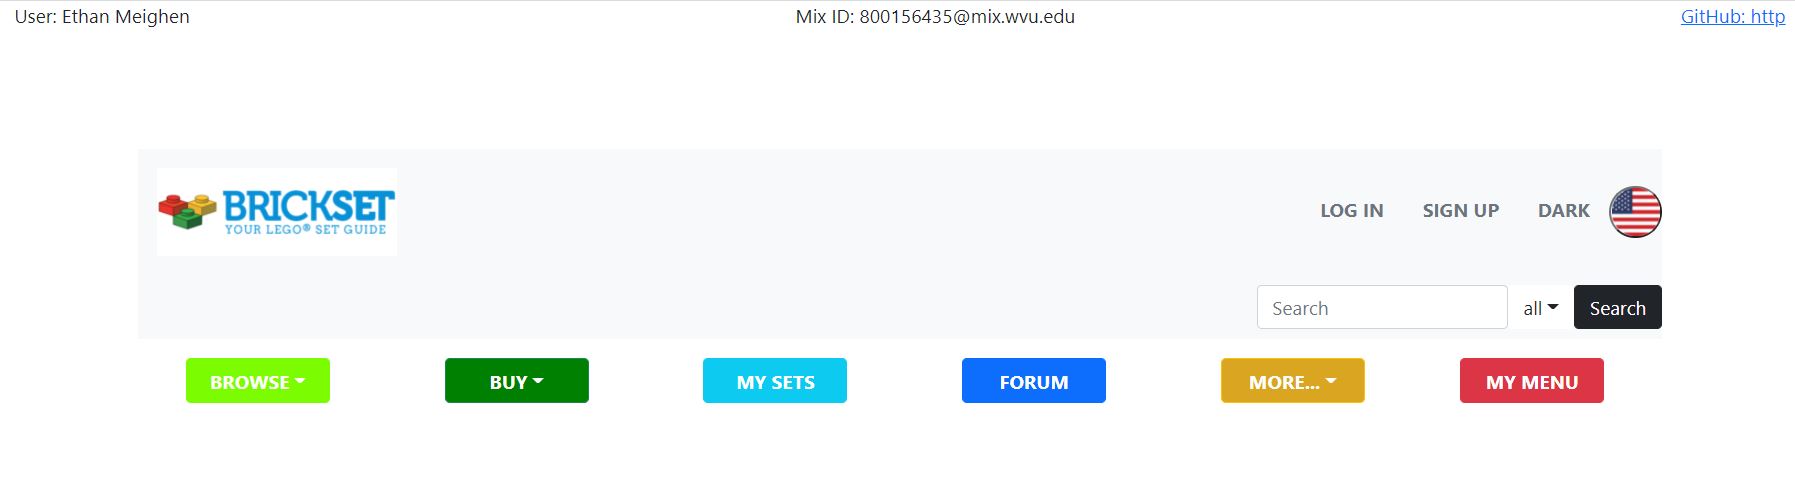 User: Ethan Meighen Mix ID: 800156435@mix.wvu.edu GitHub: http
BRICKSET
YOUR LEGO® SET GUIDE
LOG IN SIGN UP DARK
Search all Search
BROWSE BUY MY SETS FORUM MORE... MY MENU